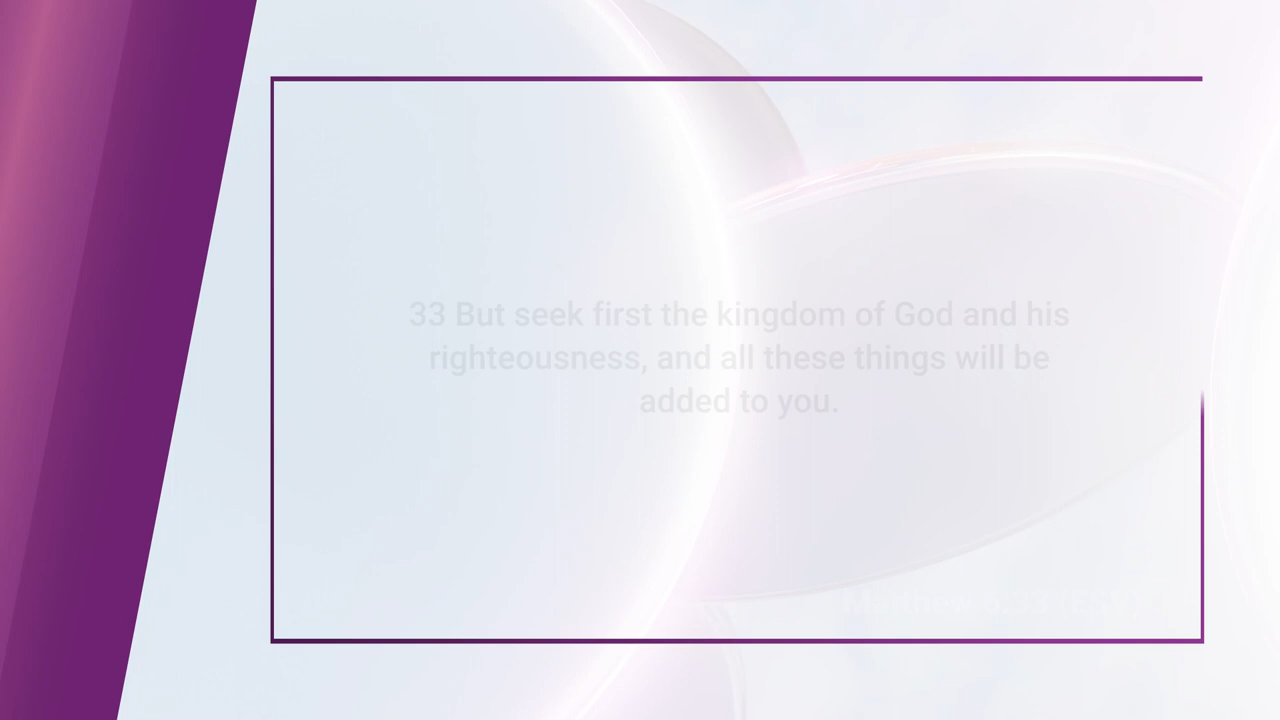 33 But seek first the kingdom of God and his
righteousness, and all these things will be
added to you.